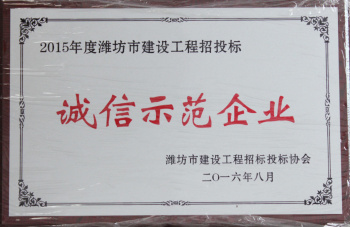 2015年度潍坊市建设工程招投标
诚信示范企业
潍坊市建设工程招标投标协会
二〇一六年八月